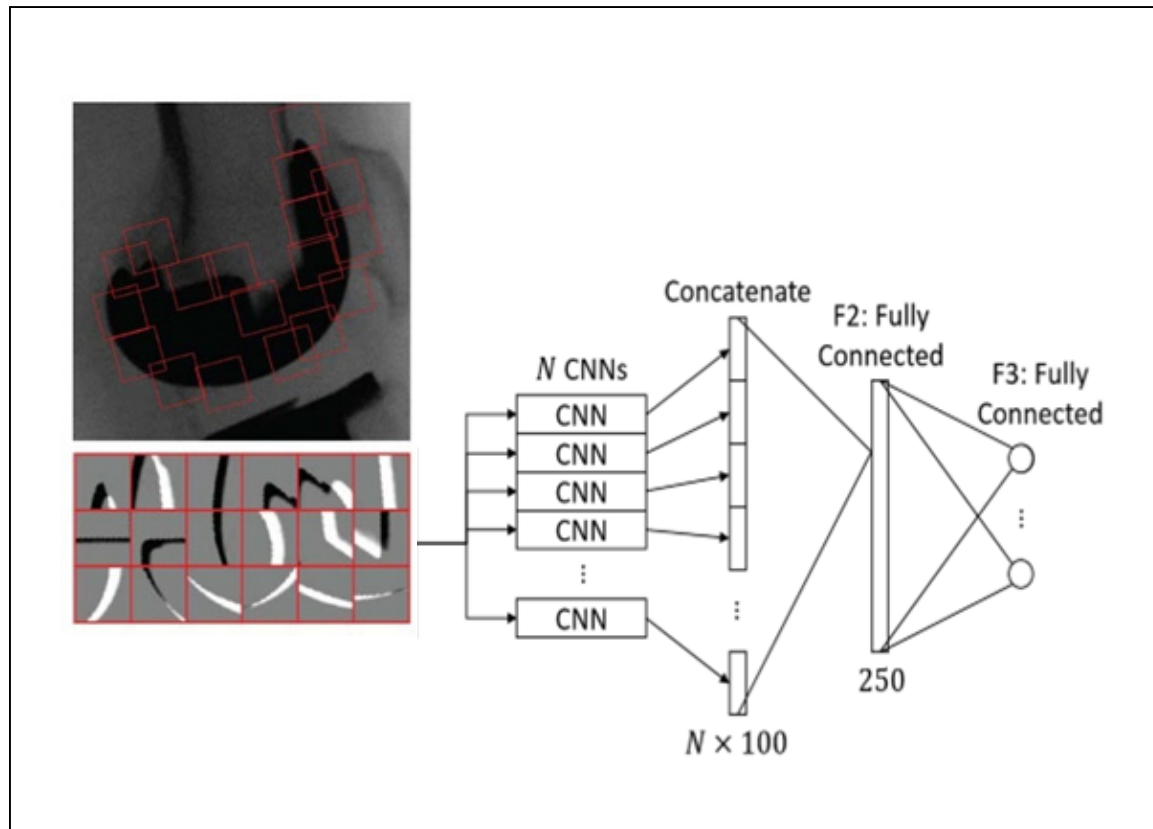 Concatenate
F2: Fully
Connected
F3: Fully
Connected
N CNNs
CNN
CNN
CNN
CNN
⋮
CNN
⋮
⋮
250
N × 100